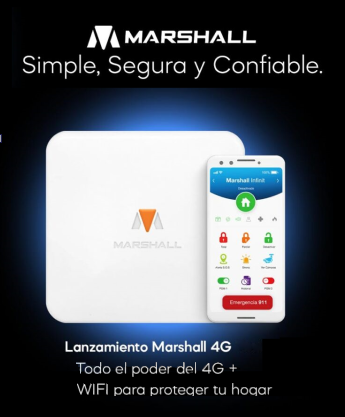 MARSHALL
Simple, Segura y Confiable.
MARSHALL
Marshall Infinit
Emergencia 911
Lanzamiento Marshall 4G
Todo el poder del 4G +
WIFI para proteger tu hogar